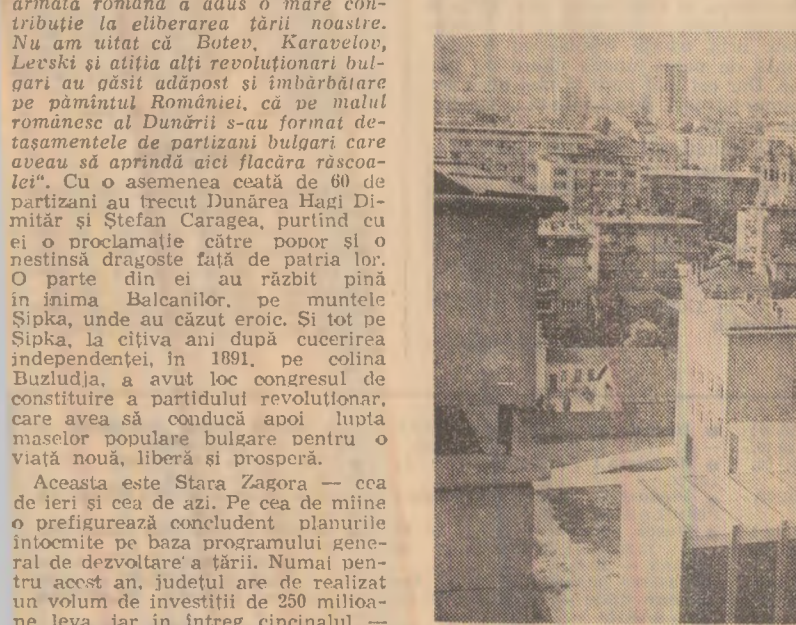 armata română a adus o mare con-
tribuție la eliberarea țării noastre.
Nu am uitat că Botev, Karavelov,
Levski și atîția alți revoluționari bul-
gari au găsit adăpost și îmbărbătare
pe pămîntul României, că pe malul
românesc al Dunării s-au format de-
tașamentele de partizani bulgari care
aveau să aprindă aici flacăra răscoa-
lei“. Cu o asemenea ceată de 60 de
partizani au trecut Dunărea Hagi Di-
mităr și Ștefan Caragea, purtînd cu
ei o proclamație către popor și o
nestinsă dragoste față de patria lor.
O parte din ei au răzbit pînă
în inima Balcanilor, pe muntele
Șipka, unde au căzut eroic. Și tot pe
Șipka, la cîțiva ani după cucerirea
independenței, în 1891, pe colina
Buzludja, a avut loc congresul de
constituire a partidului revoluționar,
care avea să conducă apoi lupta
maselor populare bulgare pentru o
viață nouă, liberă și prosperă.
Aceasta este Stara Zagora — cea
de ieri și cea de azi. Pe cea de mîine
o prefigurează concludent planurile
întocmite pe baza programului gene-
ral de dezvoltare a țării. Numai pen-
tru acest an, județul are de realizat
un volum de investiții de 250 milioa-
ne leva, iar în întreg cincinalul —